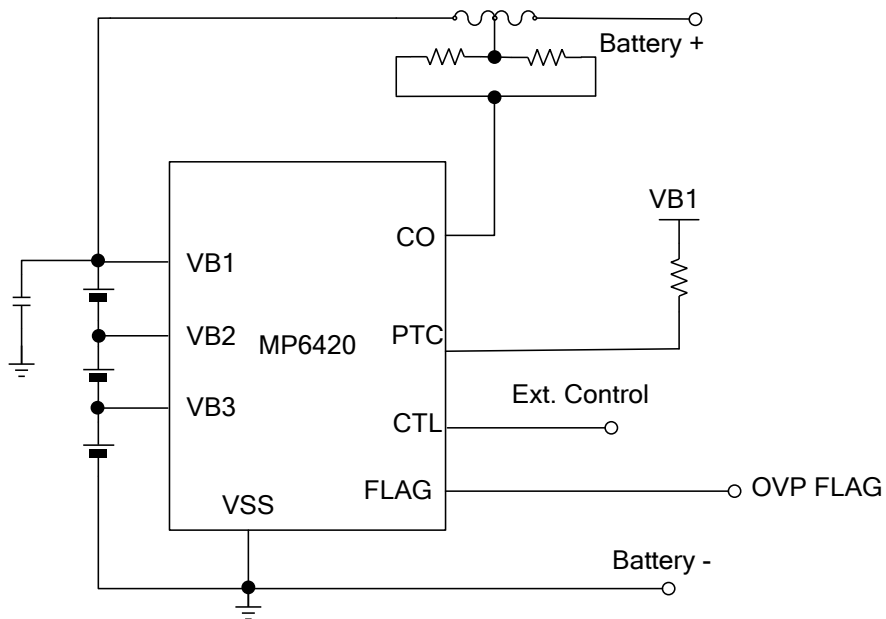 Battery +
VB1
CO
VB1
VB2
MP6420
PTC
Ext. Control
VB3
CTL
FLAG
OVP FLAG
VSS
Battery -